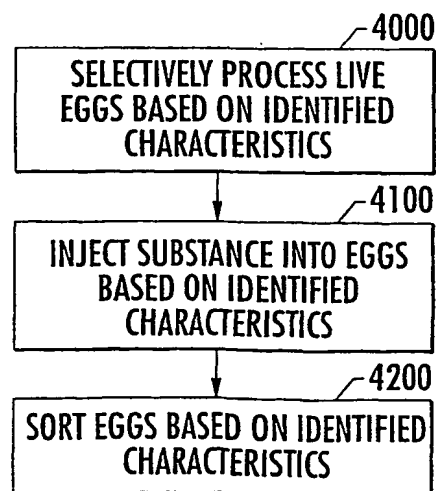 4000
SELECTIVELY PROCESS LIVE
EGGS BASED ON IDENTIFIED
CHARACTERISTICS
4100
INJECT SUBSTANCE INTO EGGS
BASED ON IDENTIFIED
CHARACTERISTICS
4200
SORT EGGS BASED ON IDENTIFIED
CHARACTERISTICS